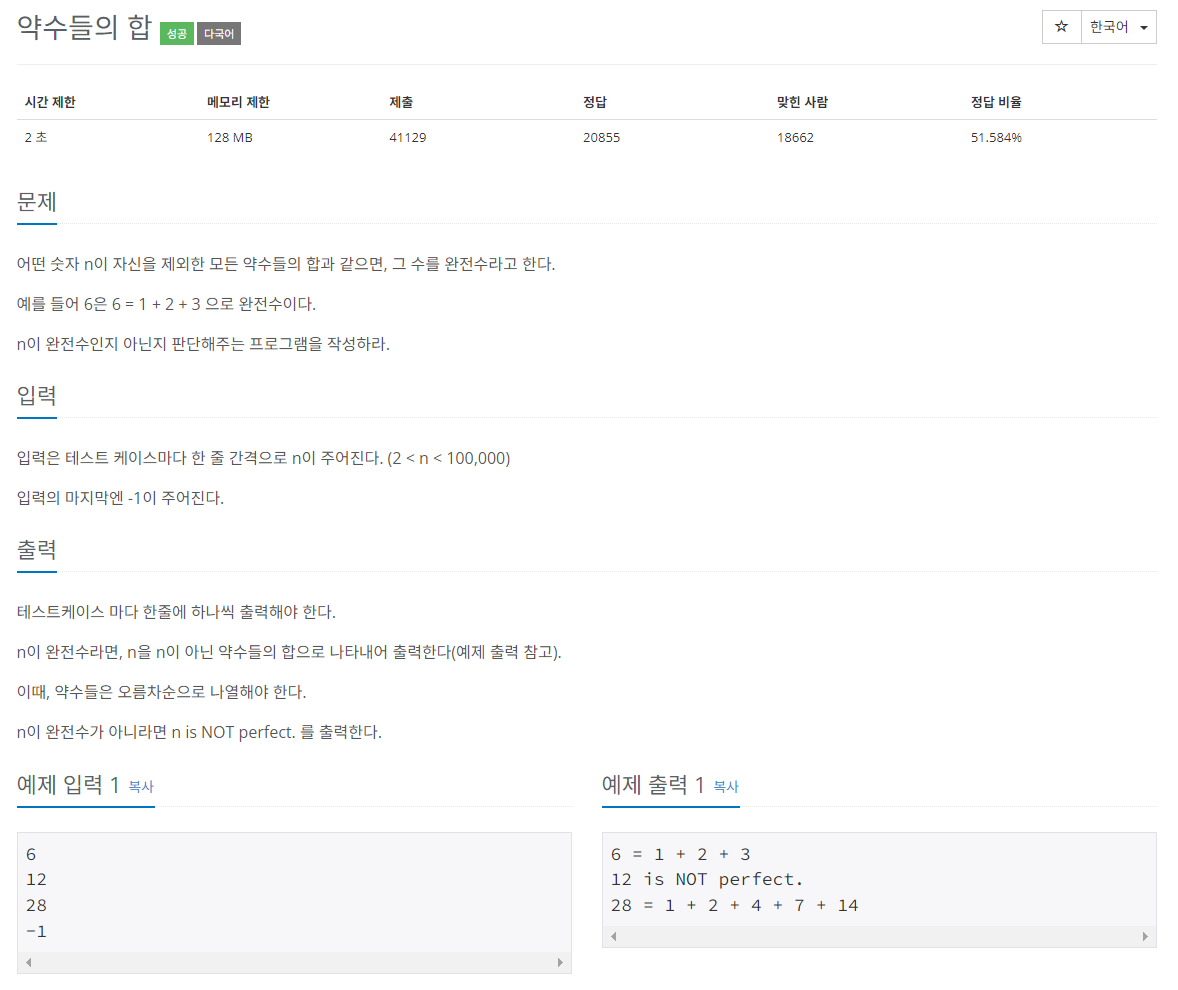 약수들의 합 성공 다국어
☆ 한국어
시간 제한 메모리 제한 제출 정답 맞힌 사람 정답 비율
2 초 128 MB 41129 20855 18662 51.584%
문제
어떤 숫자 n이 자신을 제외한 모든 약수들의 합과 같으면, 그 수를 완전수라고 한다.
예를 들어 6은 6 = 1 + 2 + 3 으로 완전수이다.
n이 완전수인지 아닌지 판단해주는 프로그램을 작성하라.
입력
입력은 테스트 케이스마다 한 줄 간격으로 n이 주어진다. (2 < n < 100,000)
입력의 마지막엔 -1이 주어진다.
출력
테스트케이스 마다 한줄에 하나씩 출력해야 한다.
n이 완전수라면, n을 n이 아닌 약수들의 합으로 나타내어 출력한다(예제 출력 참고).
이때, 약수들은 오름차순으로 나열해야 한다.
n이 완전수가 아니라면 n is NOT perfect. 를 출력한다.
예제 입력 1 복사
6
12
28
-1
예제 출력 1 복사
6 = 1 + 2 + 3
12 is NOT perfect.
28 = 1 + 2 + 4 + 7 + 14